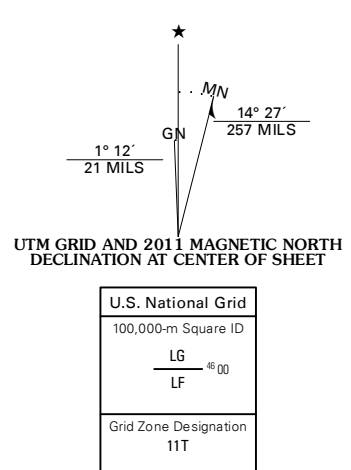 ★
MN
GN
14° 27´
257 MILS
1° 12´
21 MILS
UTM GRID AND 2011 MAGNETIC NORTH
DECLINATION AT CENTER OF SHEET
U.S. National Grid
100,000-m Square ID
LG
46 00
LF
Grid Zone Designation
11T